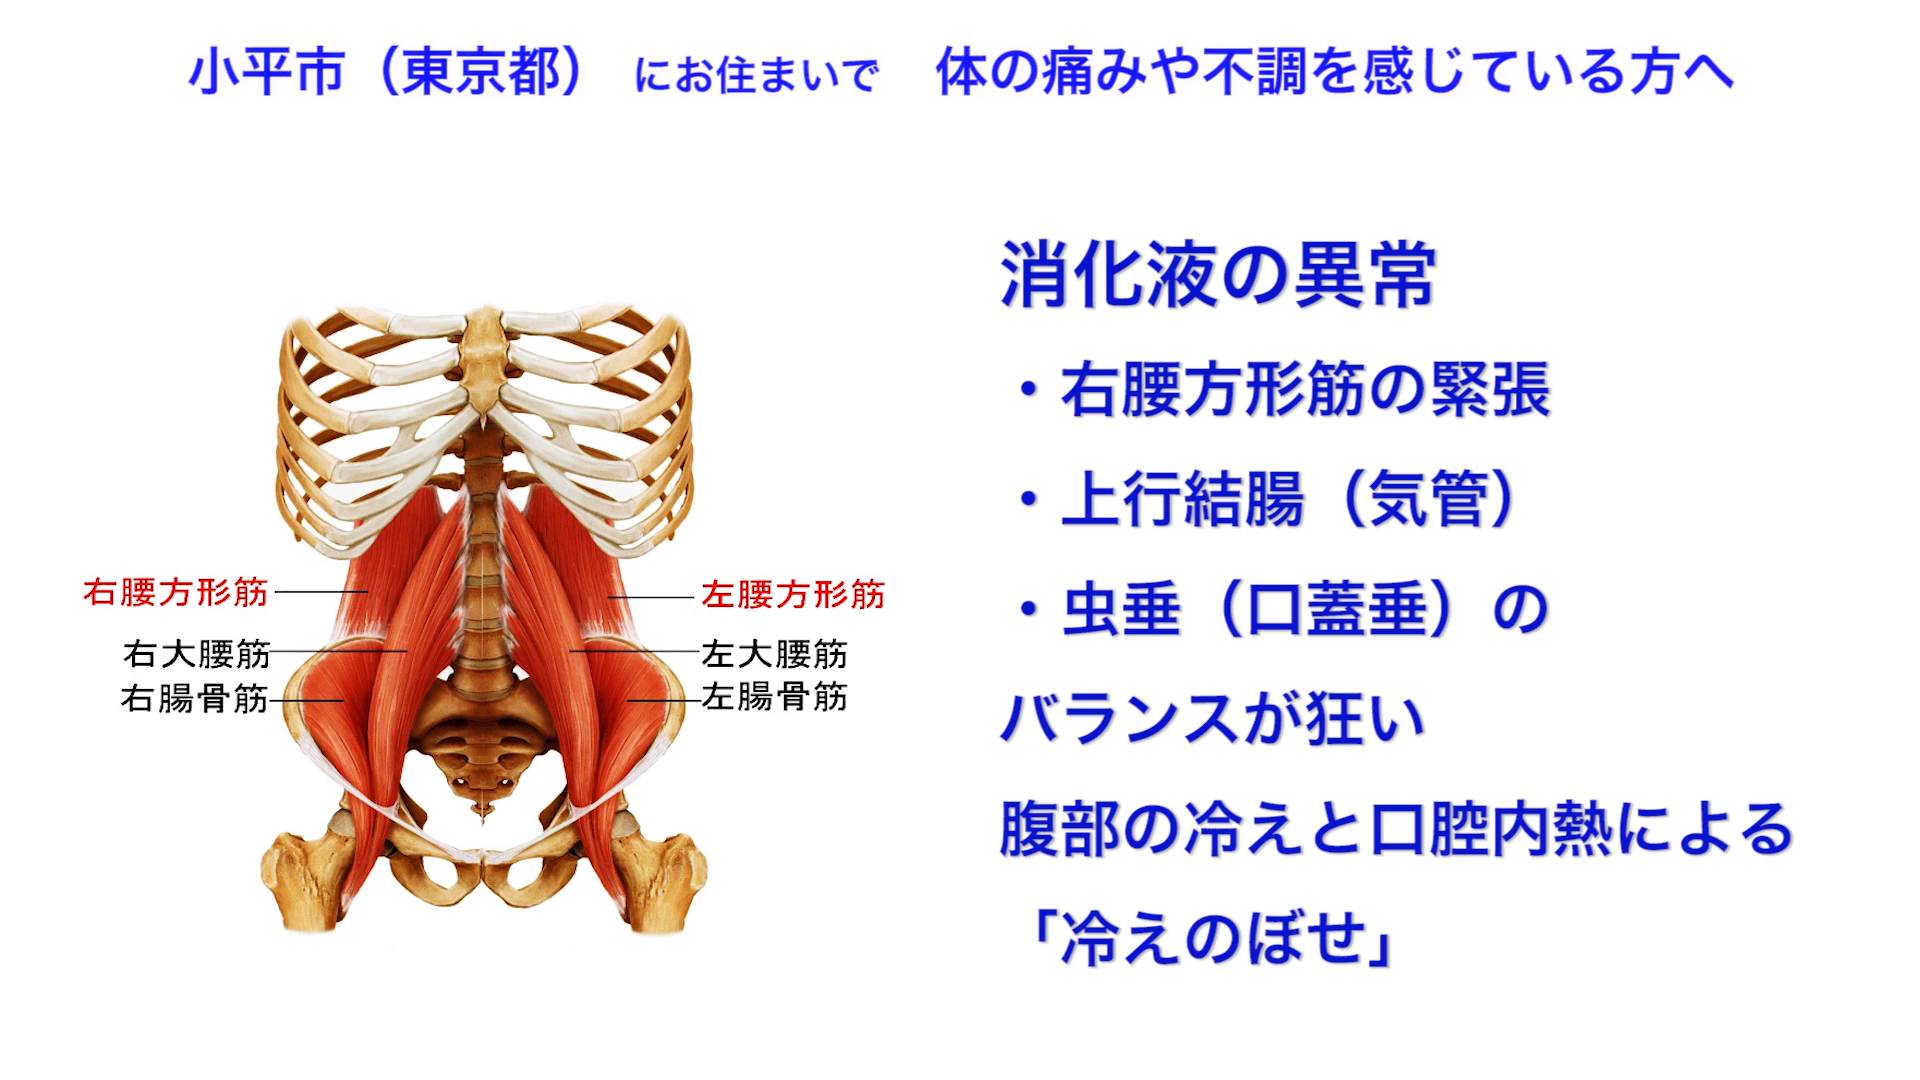 小平市（東京都） にお住まいで 体の痛みや不調を感じている方へ
消化液の異常
・右腰方形筋の緊張
・上行結腸（気管）
・虫垂（口蓋垂）の
バランスが狂い
腹部の冷えと口腔内熱による
「冷えのぼせ」
右腰方形筋
右大腰筋
右腸骨筋
左腰方形筋
左大腰筋
左腸骨筋